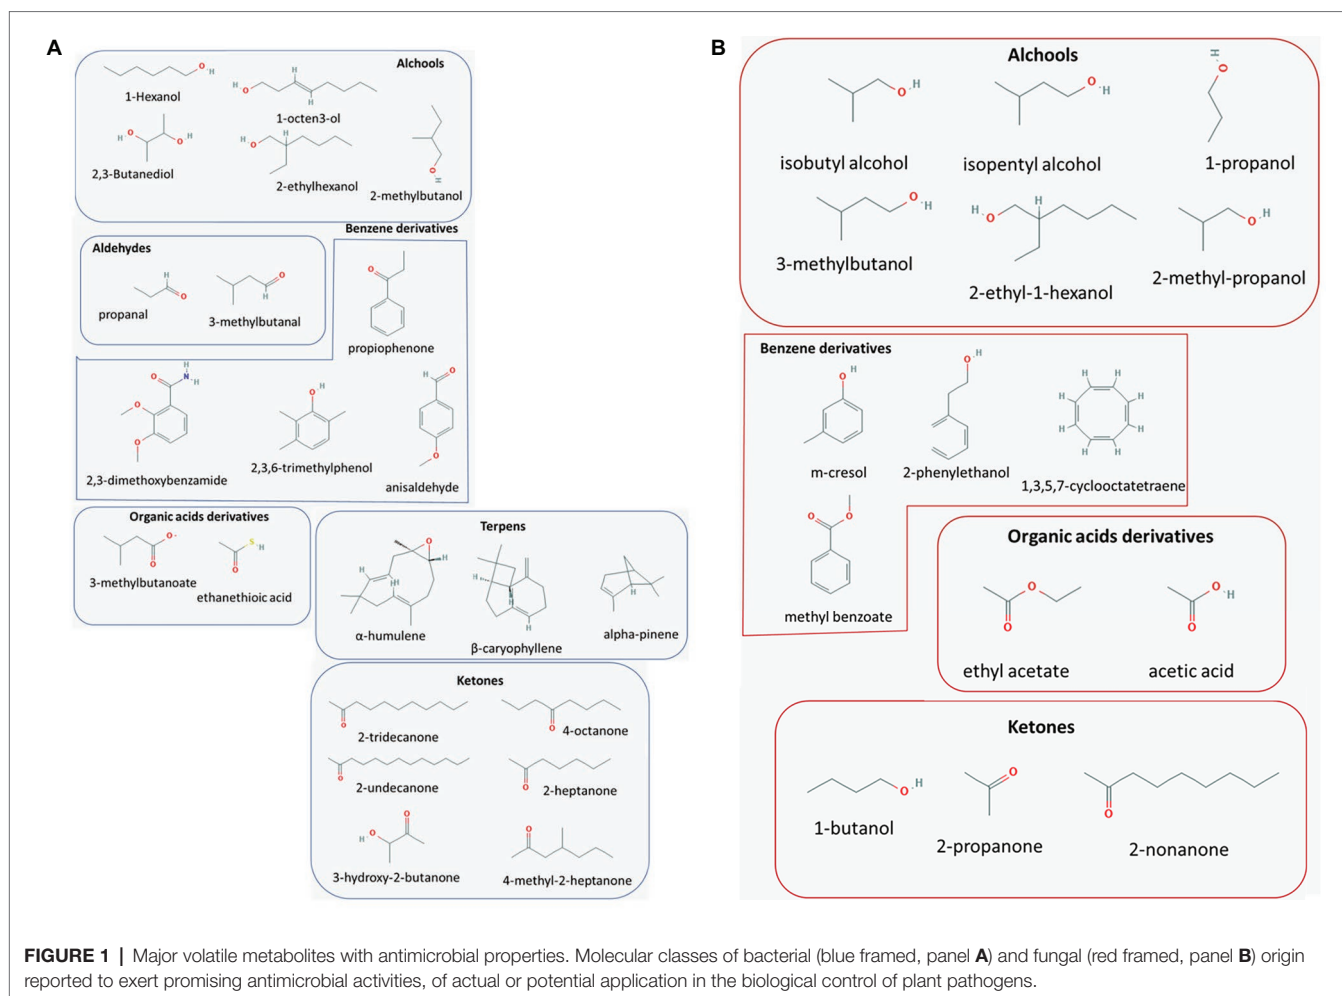 A
Alchools
1-Hexanol
1-octen3-ol
2,3-Butanediol
2-ethylhexanol
2-methylbutanol
Aldehydes
propanal
3-methylbutanal
Benzene derivatives
propiophenone
2,3-dimethoxybenzamide
2,3,6-trimethylphenol
anisaldehyde
Organic acids derivatives
3-methylbutanoate
ethanethioic acid
Terpens
α-humulene
β-caryophyllene
alpha-pinene
Ketones
2-tridecanone
4-octanone
2-undecanone
2-heptanone
3-hydroxy-2-butanone
4-methyl-2-heptanone
B
Alchools
isobutyl alcohol
isopentyl alcohol
1-propanol
3-methylbutanol
2-ethyl-1-hexanol
2-methyl-propanol
Benzene derivatives
m-cresol
2-phenylethanol
1,3,5,7-cyclooctatetraene
methyl benzoate
Organic acids derivatives
ethyl acetate
acetic acid
Ketones
1-butanol
2-propanone
2-nonanone
FIGURE 1 | Major volatile metabolites with antimicrobial properties. Molecular classes of bacterial (blue framed, panel A) and fungal (red framed, panel B) origin
reported to exert promising antimicrobial activities, of actual or potential application in the biological control of plant pathogens.